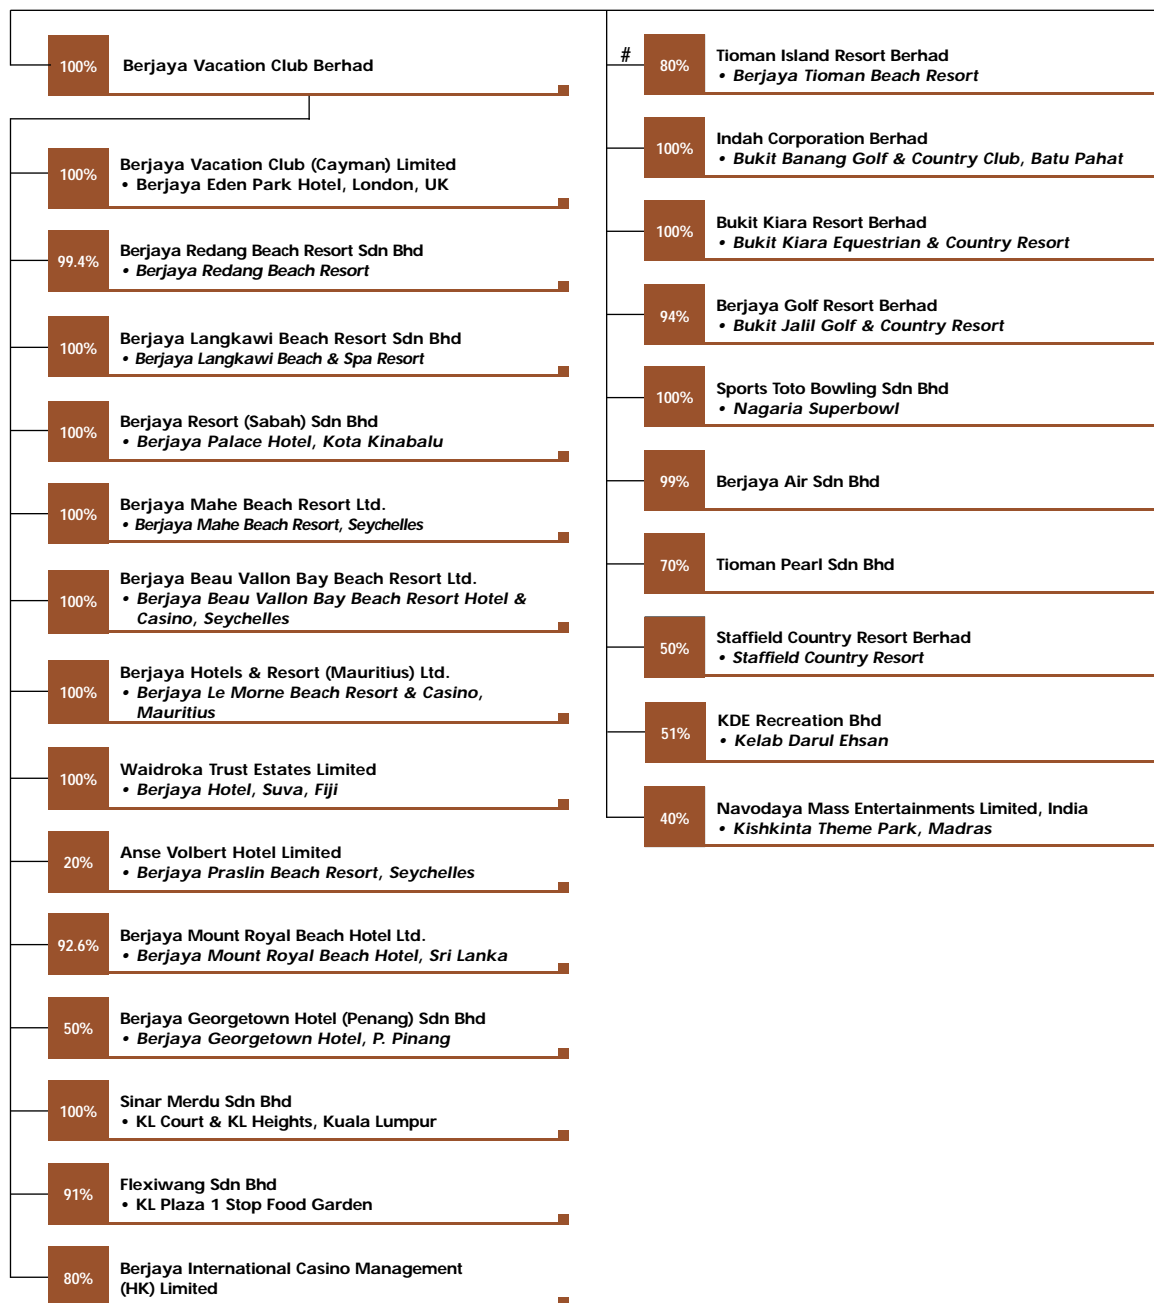 100%
Berjaya Vacation Club Berhad
100%
Berjaya Vacation Club (Cayman) Limited
• Berjaya Eden Park Hotel, London, UK
99.4%
Berjaya Redang Beach Resort Sdn Bhd
• Berjaya Redang Beach Resort
100%
Berjaya Langkawi Beach Resort Sdn Bhd
• Berjaya Langkawi Beach & Spa Resort
100%
Berjaya Resort (Sabah) Sdn Bhd
• Berjaya Palace Hotel, Kota Kinabalu
100%
Berjaya Mahe Beach Resort Ltd.
• Berjaya Mahe Beach Resort, Seychelles
100%
Berjaya Beau Vallon Bay Beach Resort Ltd.
• Berjaya Beau Vallon Bay Beach Resort Hotel &
Casino, Seychelles
100%
Berjaya Hotels & Resort (Mauritius) Ltd.
• Berjaya Le Morne Beach Resort & Casino,
Mauritius
100%
Waidroka Trust Estates Limited
• Berjaya Hotel, Suva, Fiji
20%
Anse Volbert Hotel Limited
• Berjaya Praslin Beach Resort, Seychelles
92.6%
Berjaya Mount Royal Beach Hotel Ltd.
• Berjaya Mount Royal Beach Hotel, Sri Lanka
50%
Berjaya Georgetown Hotel (Penang) Sdn Bhd
• Berjaya Georgetown Hotel, P. Pinang
100%
Sinar Merdu Sdn Bhd
• KL Court & KL Heights, Kuala Lumpur
91%
Flexiwang Sdn Bhd
• KL Plaza 1 Stop Food Garden
80%
Berjaya International Casino Management
(HK) Limited
#
80%
Tioman Island Resort Berhad
• Berjaya Tioman Beach Resort
100%
Indah Corporation Berhad
• Bukit Banang Golf & Country Club, Batu Pahat
100%
Bukit Kiara Resort Berhad
• Bukit Kiara Equestrian & Country Resort
94%
Berjaya Golf Resort Berhad
• Bukit Jalil Golf & Country Resort
100%
Sports Toto Bowling Sdn Bhd
• Nagaria Superbowl
99%
Berjaya Air Sdn Bhd
70%
Tioman Pearl Sdn Bhd
50%
Staffield Country Resort Berhad
• Staffield Country Resort
51%
KDE Recreation Bhd
• Kelab Darul Ehsan
40%
Navodaya Mass Entertainments Limited, India
• Kishkinta Theme Park, Madras